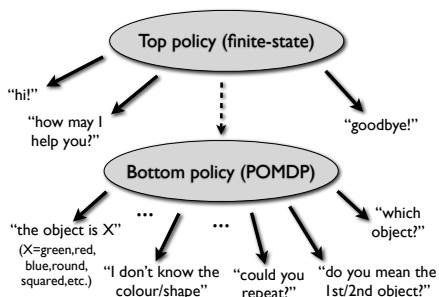 Top policy (finite-state)
“hi!”
“how may I
help you?”
“goodbye!”
Bottom policy (POMDP)
“the object is X”
(X=green,red,
blue,round,
squared,etc.)
...
...
“which
object?”
“I don’t know the
colour/shape”
“could you
repeat?”
“do you mean the
1st/2nd object?”